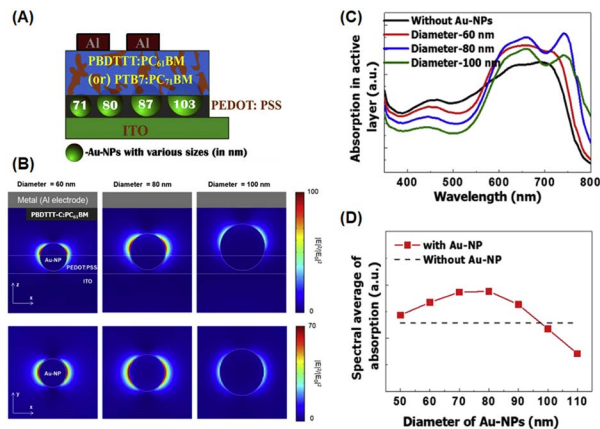 (A)
Al
Al
PBDTTT:PC61BM
(or) PTB7:PC71BM
71
80
87
103
PEDOT: PSS
ITO
-Au-NPs with various sizes (in nm)
(B)
Diameter = 60 nm
Diameter = 80 nm
Diameter = 100 nm
Metal (Al electrode)
PBDTTT-C:PC61BM
Au-NP
PEDOT:PSS
ITO
z
x
100
0
|E|²/|E₀|²
Au-NP
y
x
70
0
|E|²/|E₀|²
(C)
Without Au-NPs
Diameter-60 nm
Diameter-80 nm
Diameter-100 nm
Absorption in active
layer (a.u.)
400 500 600 700 800
Wavelength (nm)
(D)
with Au-NP
Without Au-NP
Spectral average of
absorption (a.u.)
50 60 70 80 90 100 110
Diameter of Au-NPs (nm)